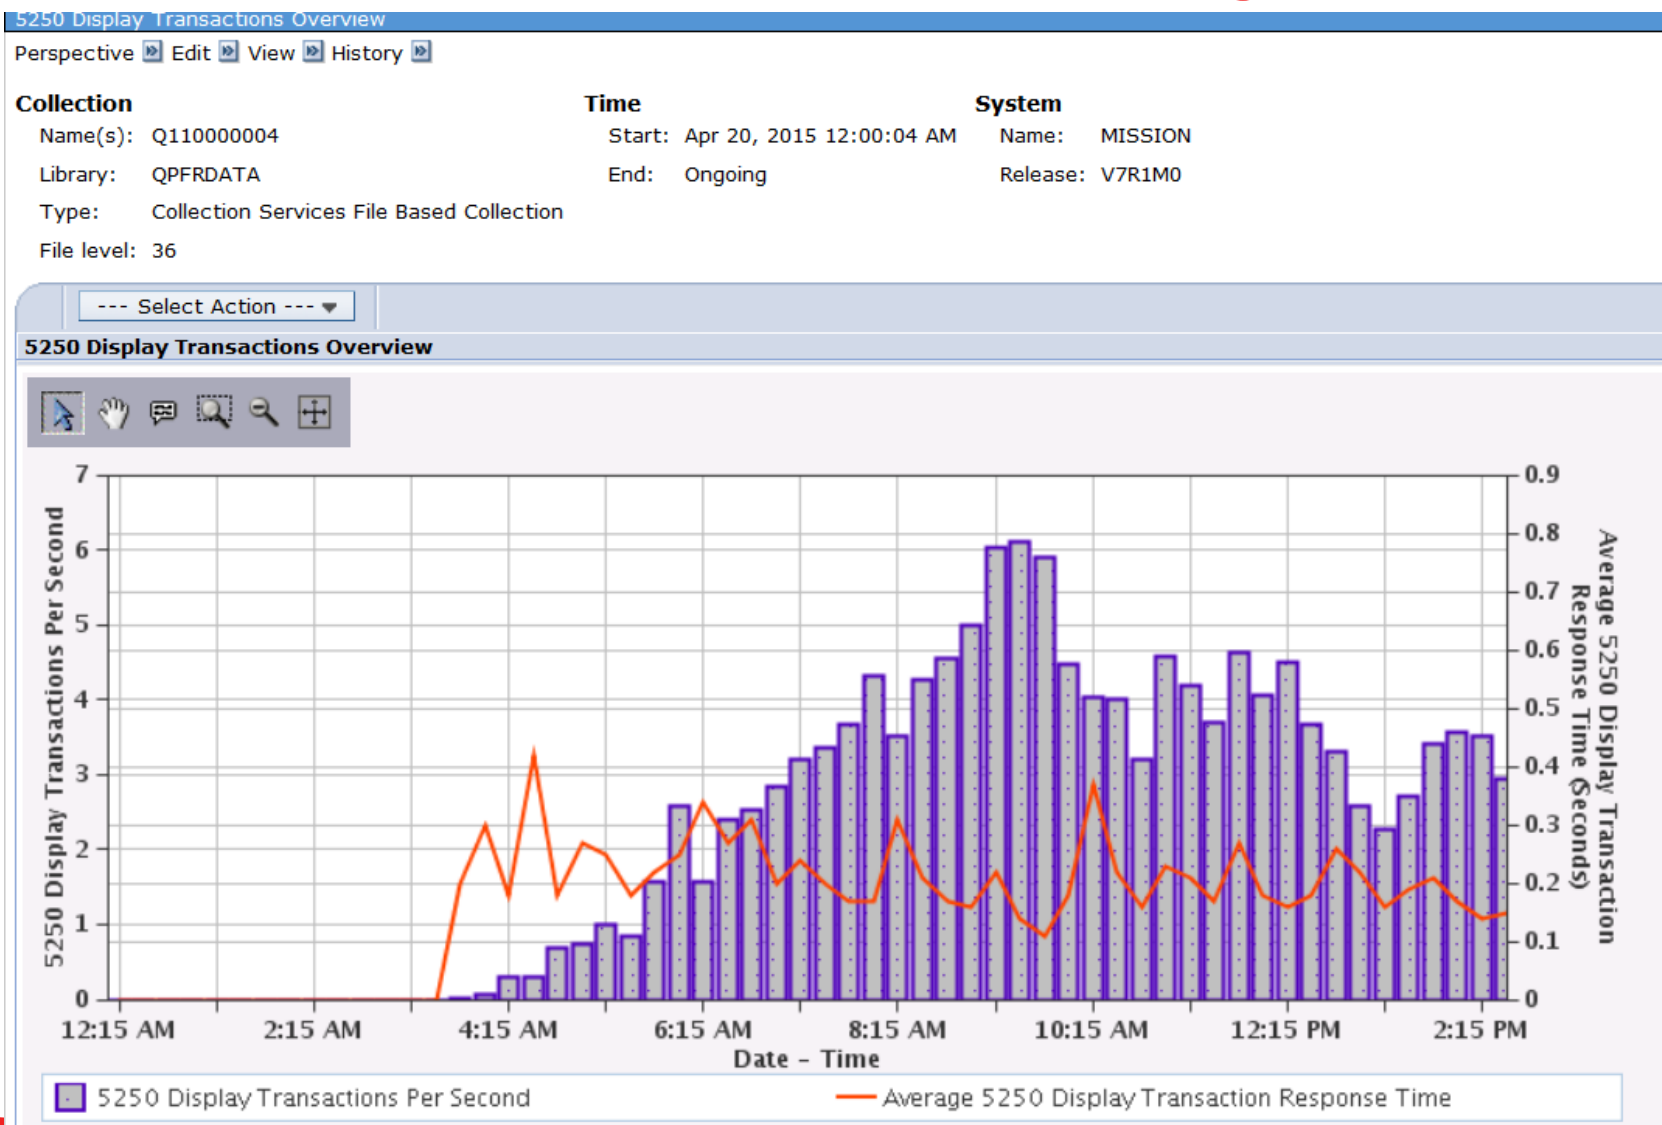 5250 Display Transactions Overview
Perspective Edit View History
Collection Time System
Name(s): Q110000004 Start: Apr 20, 2015 12:00:04 AM Name: MISSION
Library: QPFRDATA End: Ongoing Release: V7R1M0
Type: Collection Services File Based Collection
File level: 36
--- Select Action ---
5250 Display Transactions Overview
7
6
5
4
3
2
1
0
5250 Display Transactions Per Second
0.9
0.8
0.7
0.6
0.5
0.4
0.3
0.2
0.1
0
Average 5250 Display Transaction
Response Time (Seconds)
12:15 AM 2:15 AM 4:15 AM 6:15 AM 8:15 AM 10:15 AM 12:15 PM 2:15 PM
Date - Time
5250 Display Transactions Per Second Average 5250 Display Transaction Response Time